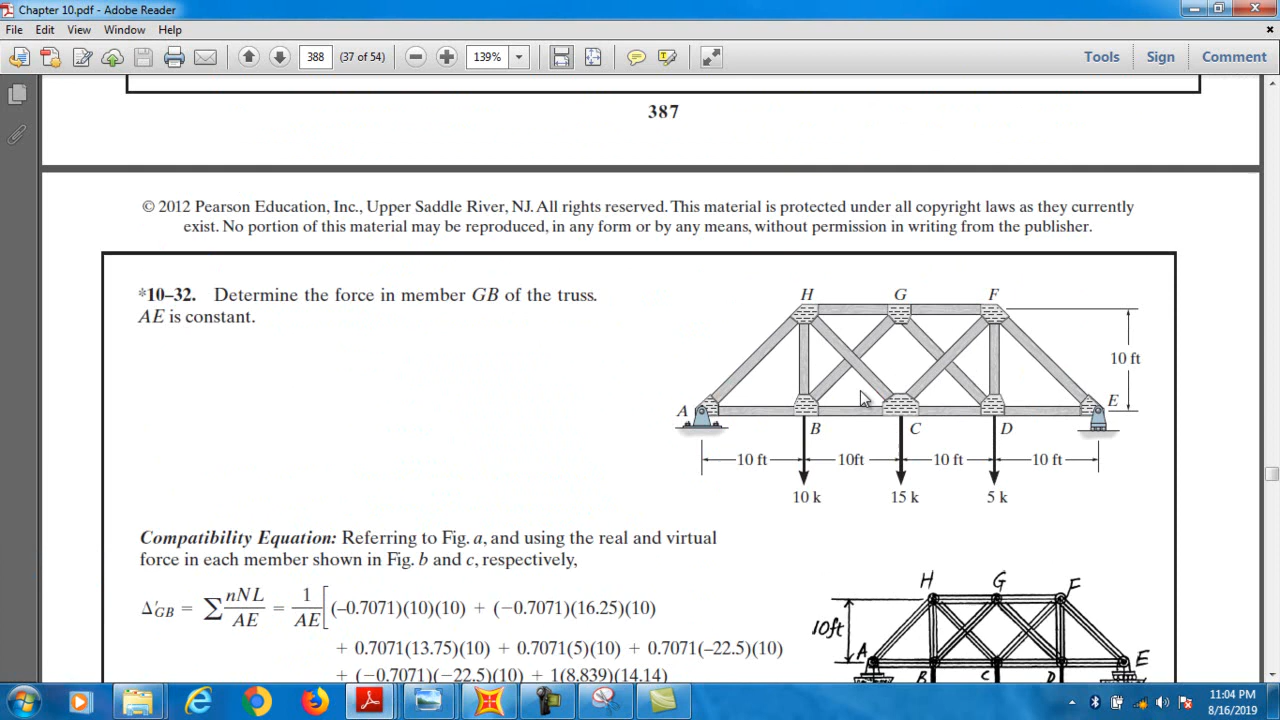 Chapter 10.pdf - Adobe Reader
File Edit View Window Help
388 (37 of 54) 139% Tools Sign Comment
387
© 2012 Pearson Education, Inc., Upper Saddle River, NJ. All rights reserved. This material is protected under all copyright laws as they currently
exist. No portion of this material may be reproduced, in any form or by any means, without permission in writing from the publisher.
*10–32. Determine the force in member GB of the truss.
AE is constant.
H G F
10 ft
A E
B C D
10 ft 10ft 10 ft 10 ft
10 k 15 k 5 k
Compatibility Equation: Referring to Fig. a, and using the real and virtual
force in each member shown in Fig. b and c, respectively,
Δ′GB = ∑ nNL/AE = 1/AE [(–0.7071)(10)(10) + (–0.7071)(16.25)(10)
+ 0.7071(13.75)(10) + 0.7071(5)(10) + 0.7071(–22.5)(10)
+ (–0.7071)(–22.5)(10) + 1(8.839)(14.14)
H G F
10ft
A E
B C D
11:04 PM
8/16/2019